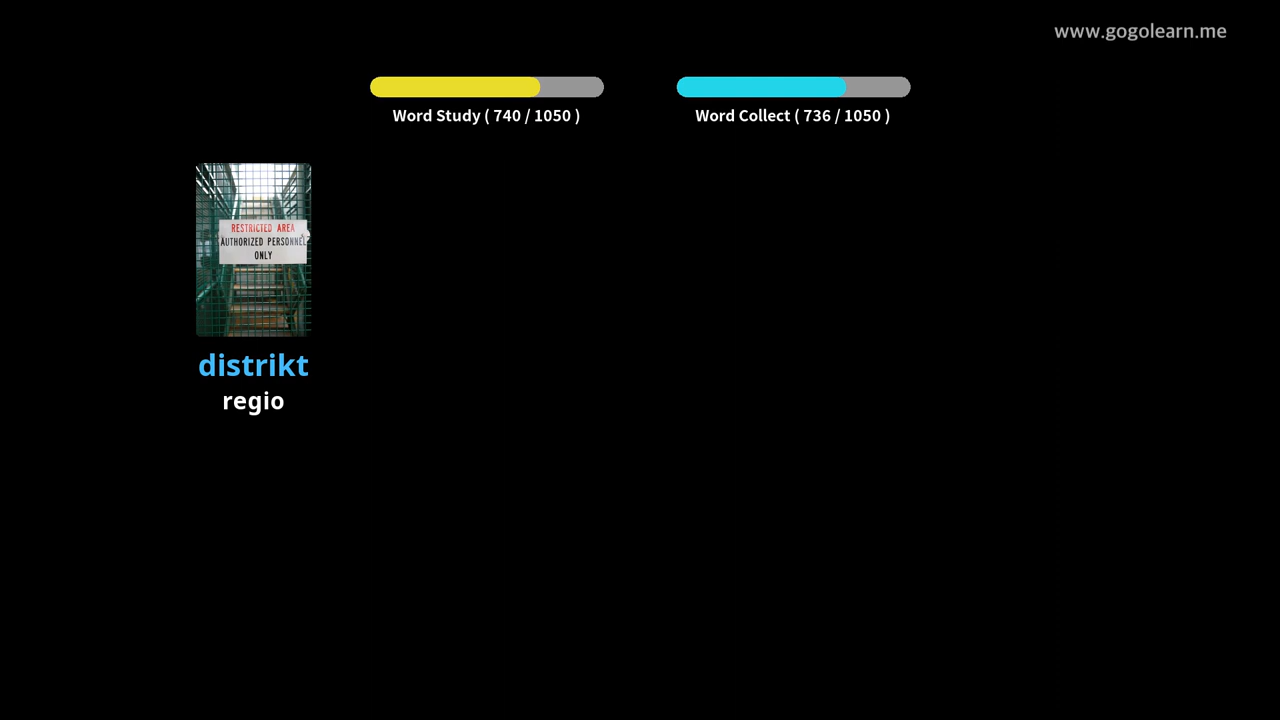 www.gogolearn.me
Word Study ( 740 / 1050 )
Word Collect ( 736 / 1050 )
RESTRICTED AREA
AUTHORIZED PERSONNEL
ONLY
distrikt
regio